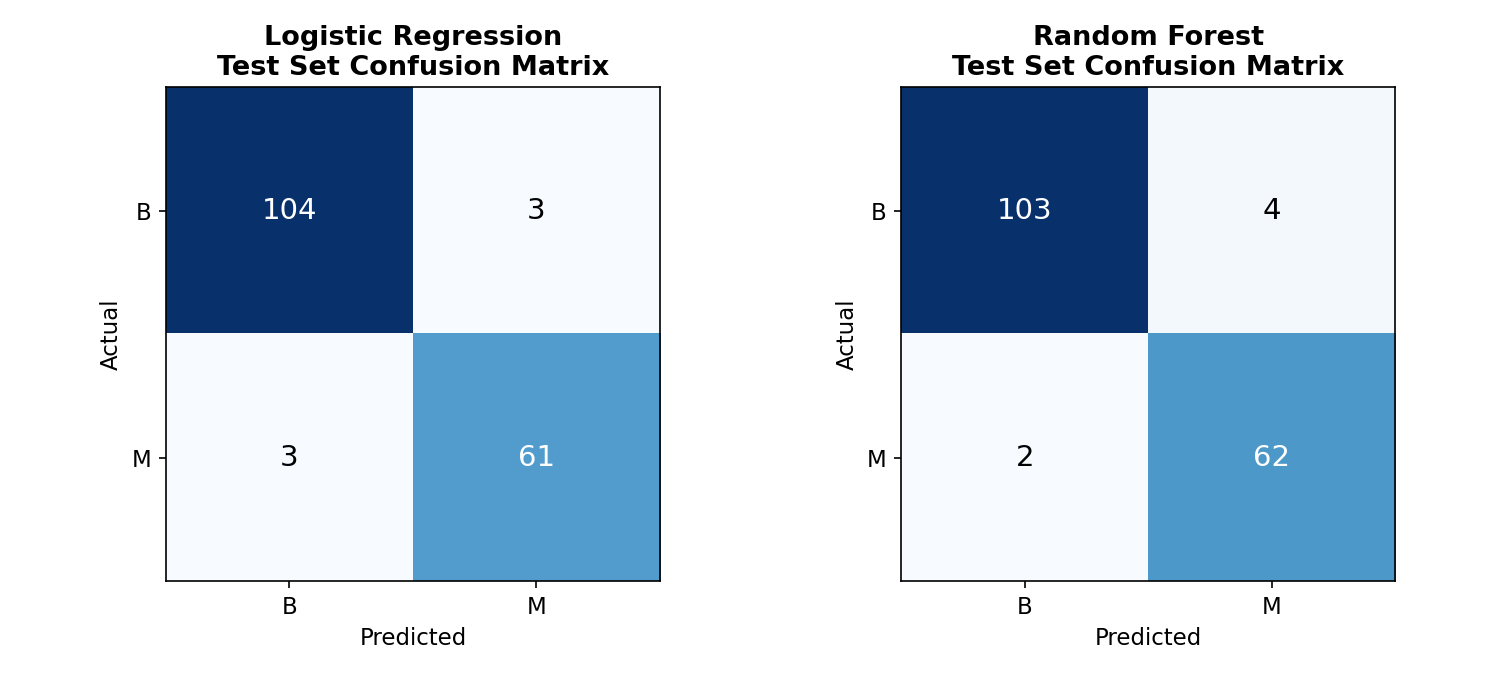 Logistic Regression
Test Set Confusion Matrix
B
104
3
Actual
M
3
61
B
M
Predicted
Random Forest
Test Set Confusion Matrix
B
103
4
Actual
M
2
62
B
M
Predicted